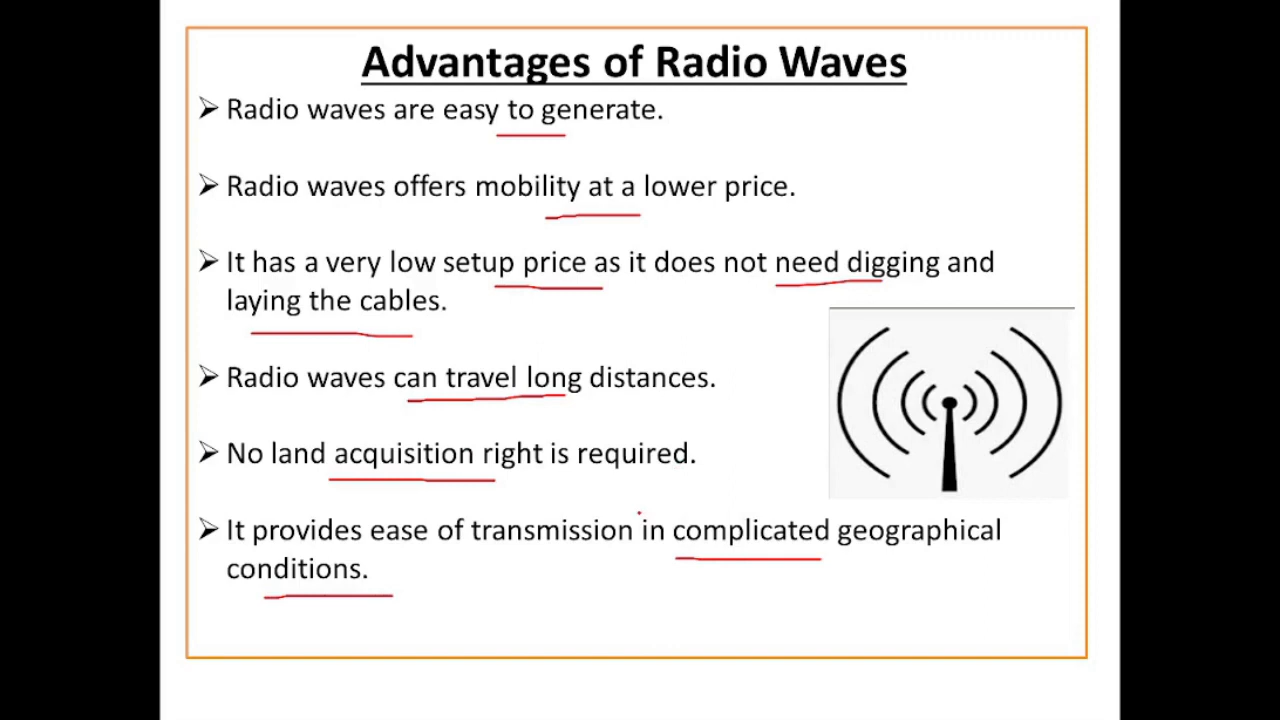 Advantages of Radio Waves
➢ Radio waves are easy to generate.
➢ Radio waves offers mobility at a lower price.
➢ It has a very low setup price as it does not need digging and
laying the cables.
➢ Radio waves can travel long distances.
➢ No land acquisition right is required.
➢ It provides ease of transmission in complicated geographical
conditions.